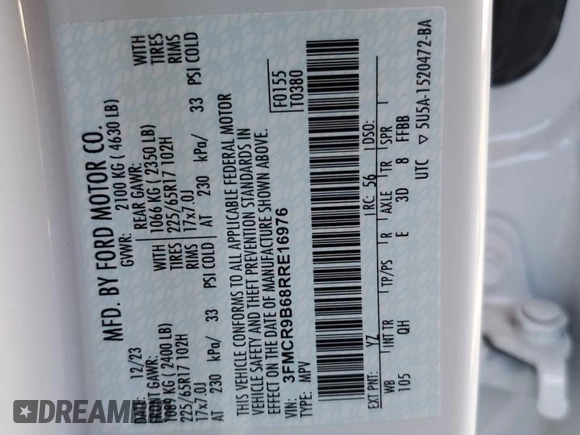 MFD. BY FORD MOTOR CO.
GVWR: 2100 KG ( 4630 LB)
12/23
FRONT GAWR: REAR GAWR:
1089 KG (2400 LB) 1066 KG (2350 LB) WITH
225/65R17 102H 225/65R17 102H TIRES
17x7.0J 17x7.0J RIMS
AT 230 kPa/ 33 PSI COLD AT 230 kPa/ 33 PSI COLD
WITH
TIRES
RIMS
THIS VEHICLE CONFORMS TO ALL APPLICABLE FEDERAL MOTOR
VEHICLE SAFETY AND THEFT PREVENTION STANDARDS IN
EFFECT ON THE DATE OF MANUFACTURE SHOWN ABOVE.
F0155
T0380
VIN: 3FMCR9B68RRE16976
TYPE: MPV
EXT PNT: YZ RC: 56 DSO:
WB INT TR TP/PS R AXLE TR SPR
Y05 QH E 3D 8 FFBB
UTC ▽ 5U5A-1520472-BA
DREAM